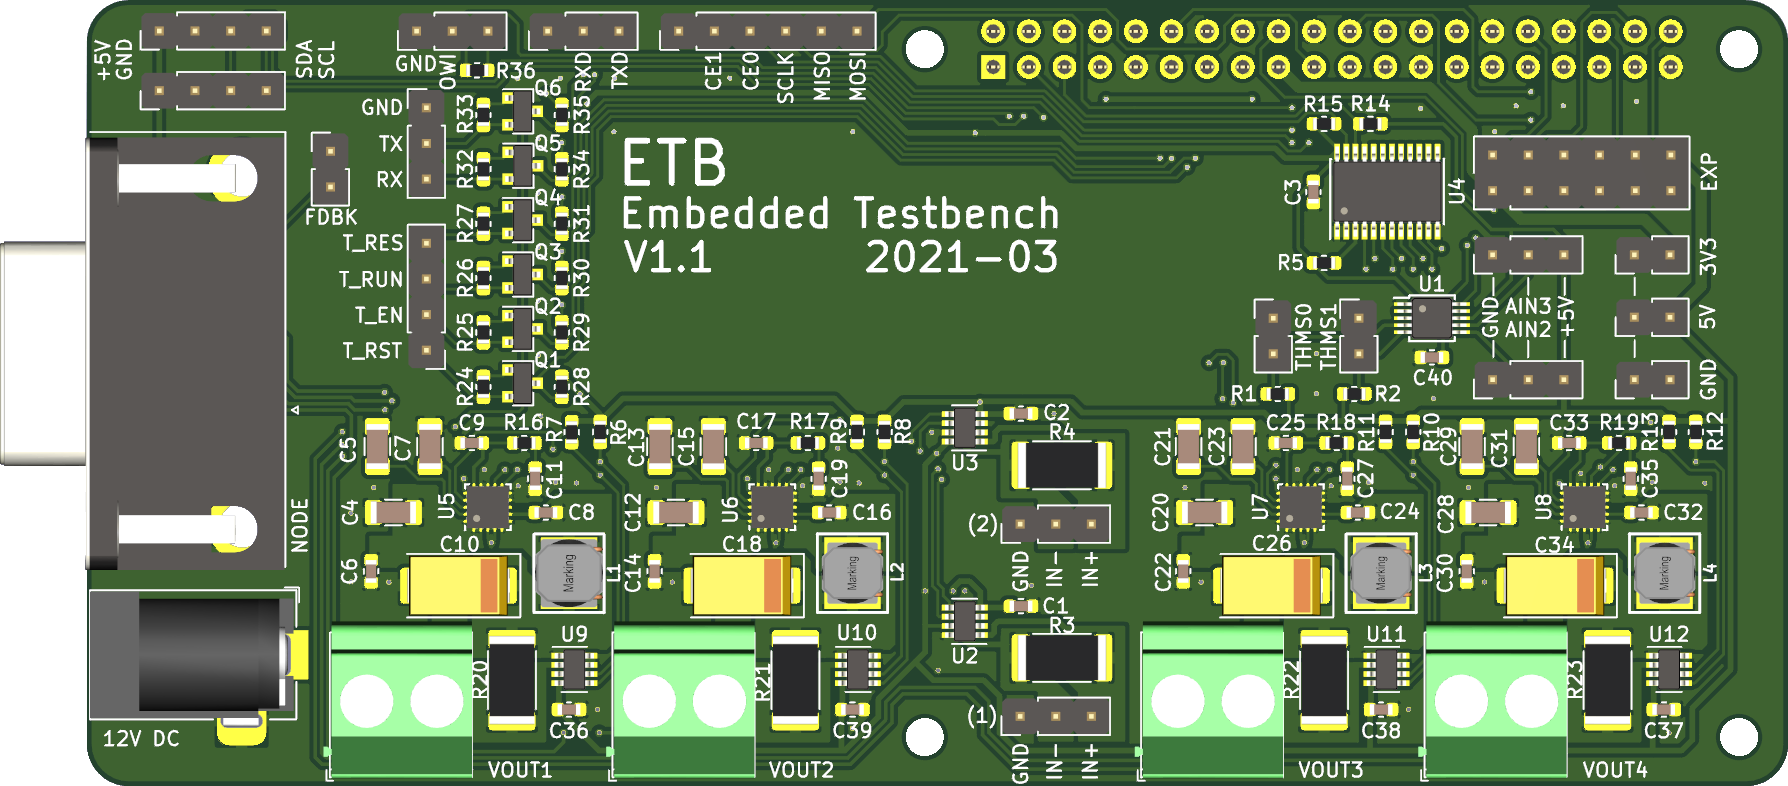 +5V
GND
SDA
SCL
GND
OWI
R36
RXD
TXD
CE1
CE0
SCLK
MISO
MOSI
GND
TX
RX
FDBK
T_RES
T_RUN
T_EN
T_RST
R33
Q6
R35
R32
Q5
R34
R27
Q4
R31
R26
Q3
R30
R25
Q2
R29
R24
Q1
R28
ETB
Embedded Testbench
V1.1 2021-03
R15
R14
C3
U4
R5
EXP
U1
THMS0
THMS1
C40
GND
AIN3
AIN2
+5V
3V3
5V
GND
R1
R2
C5
C7
C9
R16
R7
R6
C11
C4
U5
C8
C6
C10
Marking
L1
C13
C15
C17
R17
R9
R8
C19
C12
U6
C16
C14
C18
Marking
L2
U3
C2
R4
(2)
GND
IN-
IN+
C1
U2
R3
(1)
GND
IN-
IN+
C21
C23
C25
R18
R11
R10
C27
C20
U7
C24
C22
C26
Marking
L3
C29
C31
C33
R19
R13
R12
C35
C28
U8
C32
C30
C34
Marking
L4
NODE
12V DC
R20
U9
C36
VOUT1
R21
U10
C39
VOUT2
R22
U11
C38
VOUT3
R23
U12
C37
VOUT4